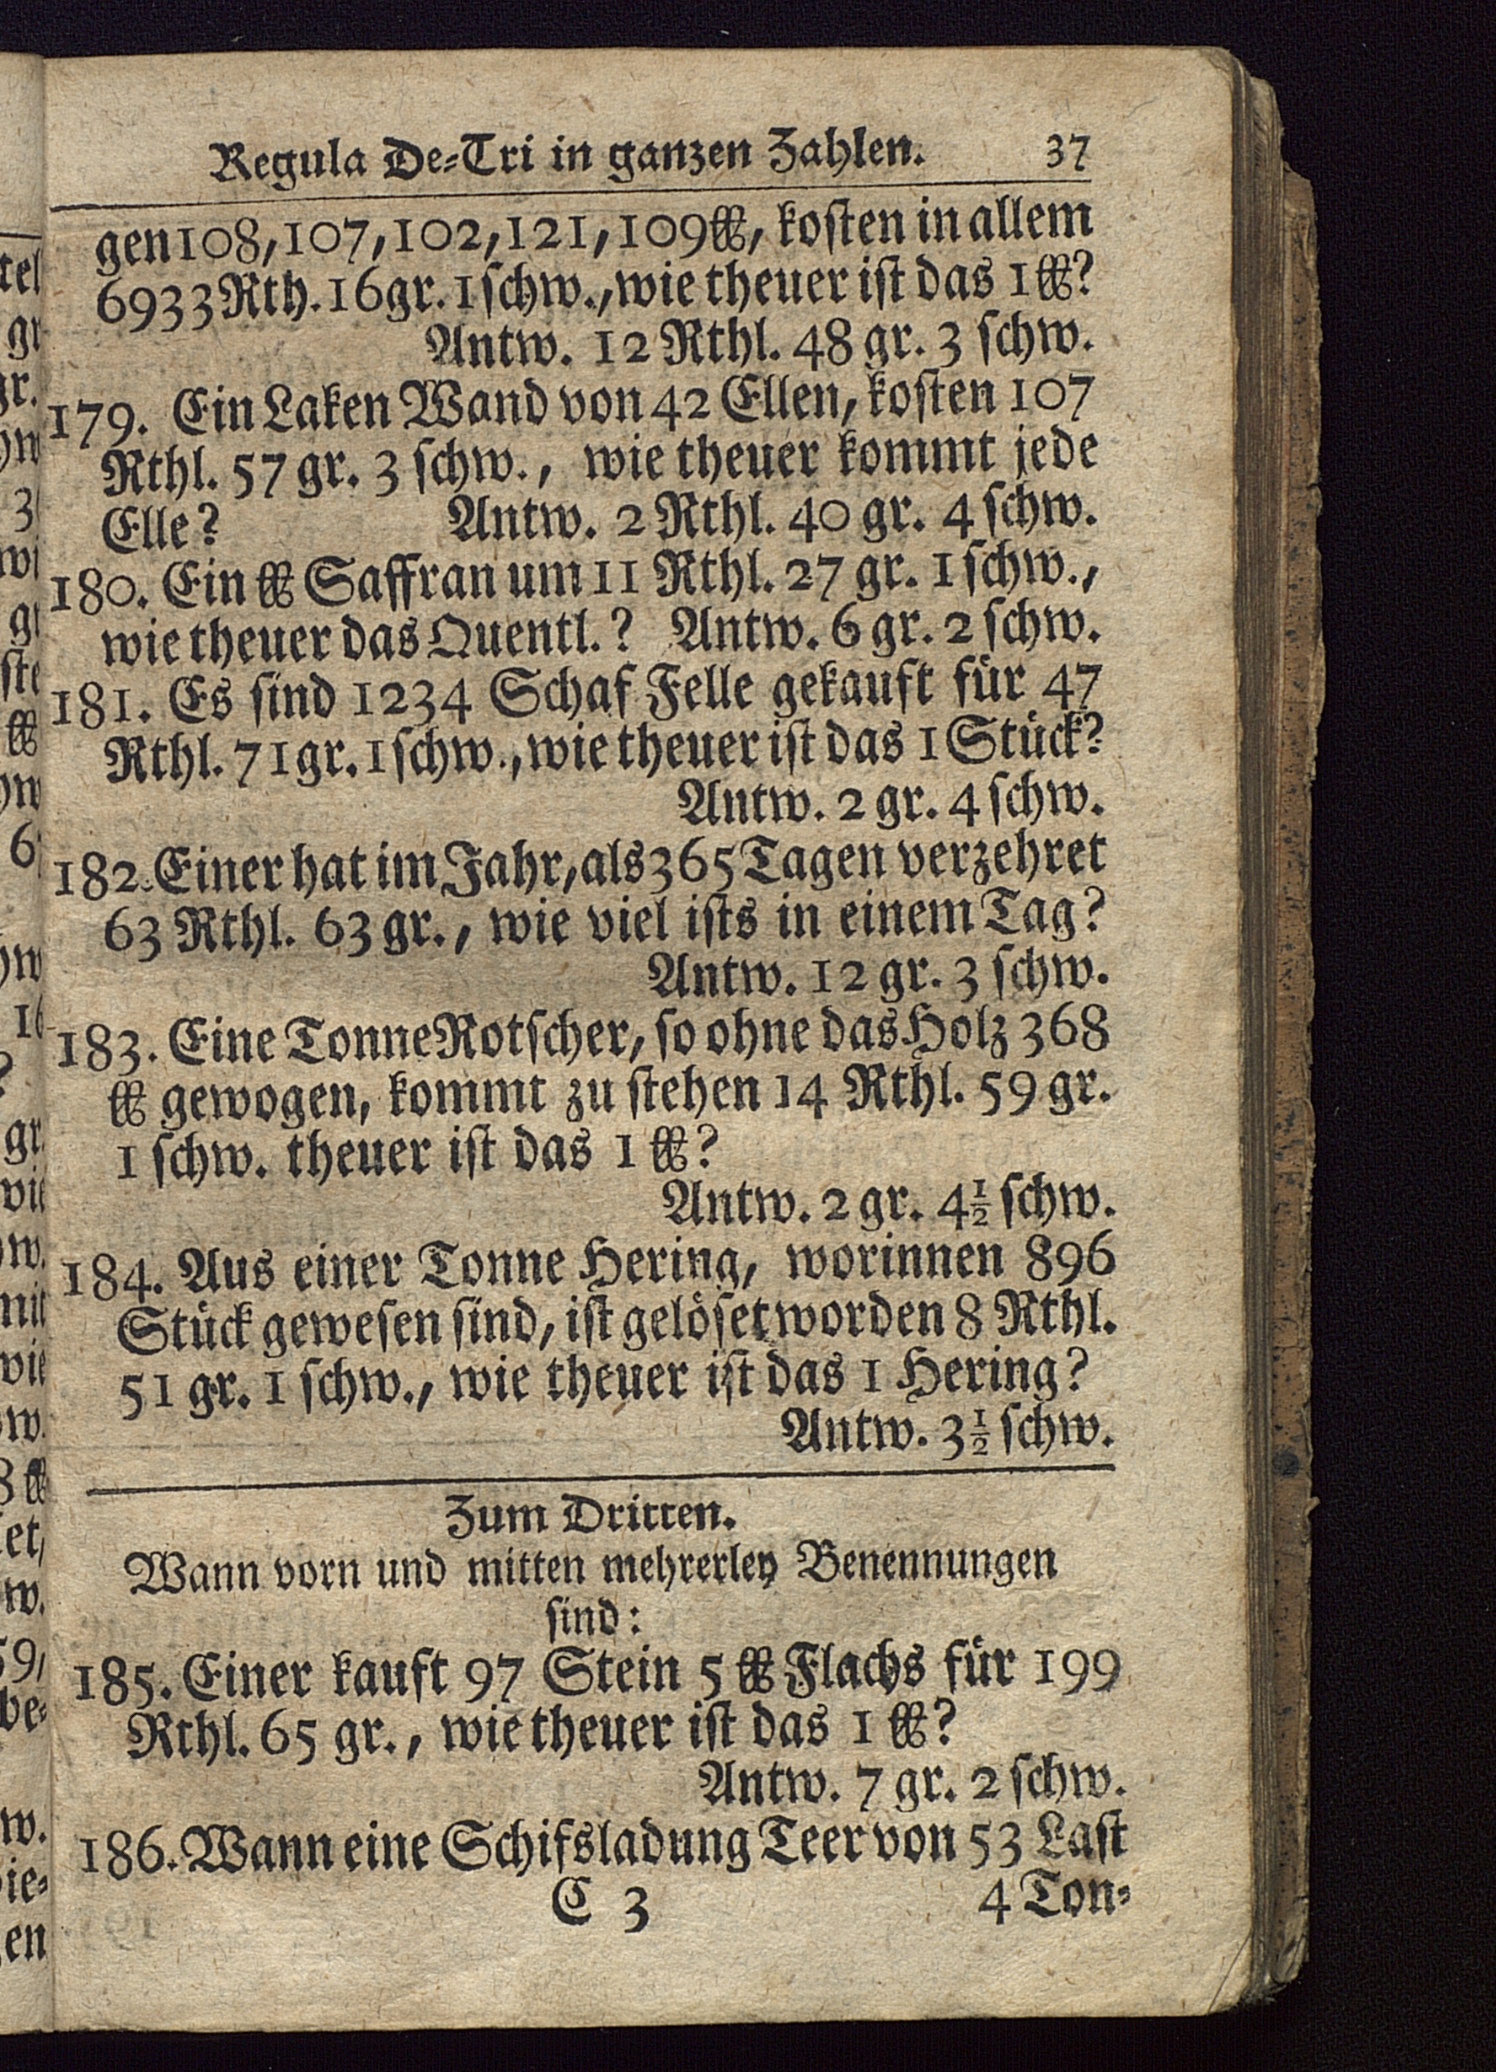 Regula De-Tri in ganzen Zahlen. 37
gen 108, 107, 102, 121, 109 ℔, kosten in allem
6933 Rth. 16 gr. 1 schw., wie theuer ist das 1 ℔?
Antw. 12 Rthl. 48 gr. 3 schw.
179. Ein Laken Wand von 42 Ellen, kosten 107
Rthl. 57 gr. 3 schw., wie theuer kommt jede
Elle? Antw. 2 Rthl. 40 gr. 4 schw.
180. Ein ℔ Saffran um 11 Rthl. 27 gr. 1 schw.,
wie theuer das Quentl.? Antw. 6 gr. 2 schw.
181. Es sind 1234 Schaf Felle gekauft für 47
Rthl. 71 gr. 1 schw., wie theuer ist das 1 Stück?
Antw. 2 gr. 4 schw.
182. Einer hat im Jahr, als 365 Tagen verzehret
63 Rthl. 63 gr., wie viel ists in einem Tag?
Antw. 12 gr. 3 schw.
183. Eine Tonne Rotscher, so ohne das Holz 368
℔ gewogen, kommt zu stehen 14 Rthl. 59 gr.
1 schw. theuer ist das 1 ℔?
Antw. 2 gr. 4½ schw.
184. Aus einer Tonne Hering, worinnen 896
Stück gewesen sind, ist gelöset worden 8 Rthl.
51 gr. 1 schw., wie theuer ist das 1 Hering?
Antw. 3½ schw.
Zum Dritten.
Wann vorn und mitten mehrerley Benennungen
sind:
185. Einer kauft 97 Stein 5 ℔ Flachs für 199
Rthl. 65 gr., wie theuer ist das 1 ℔?
Antw. 7 gr. 2 schw.
186. Wann eine Schifsladung Teer von 53 Last
C 3 4 Ton-